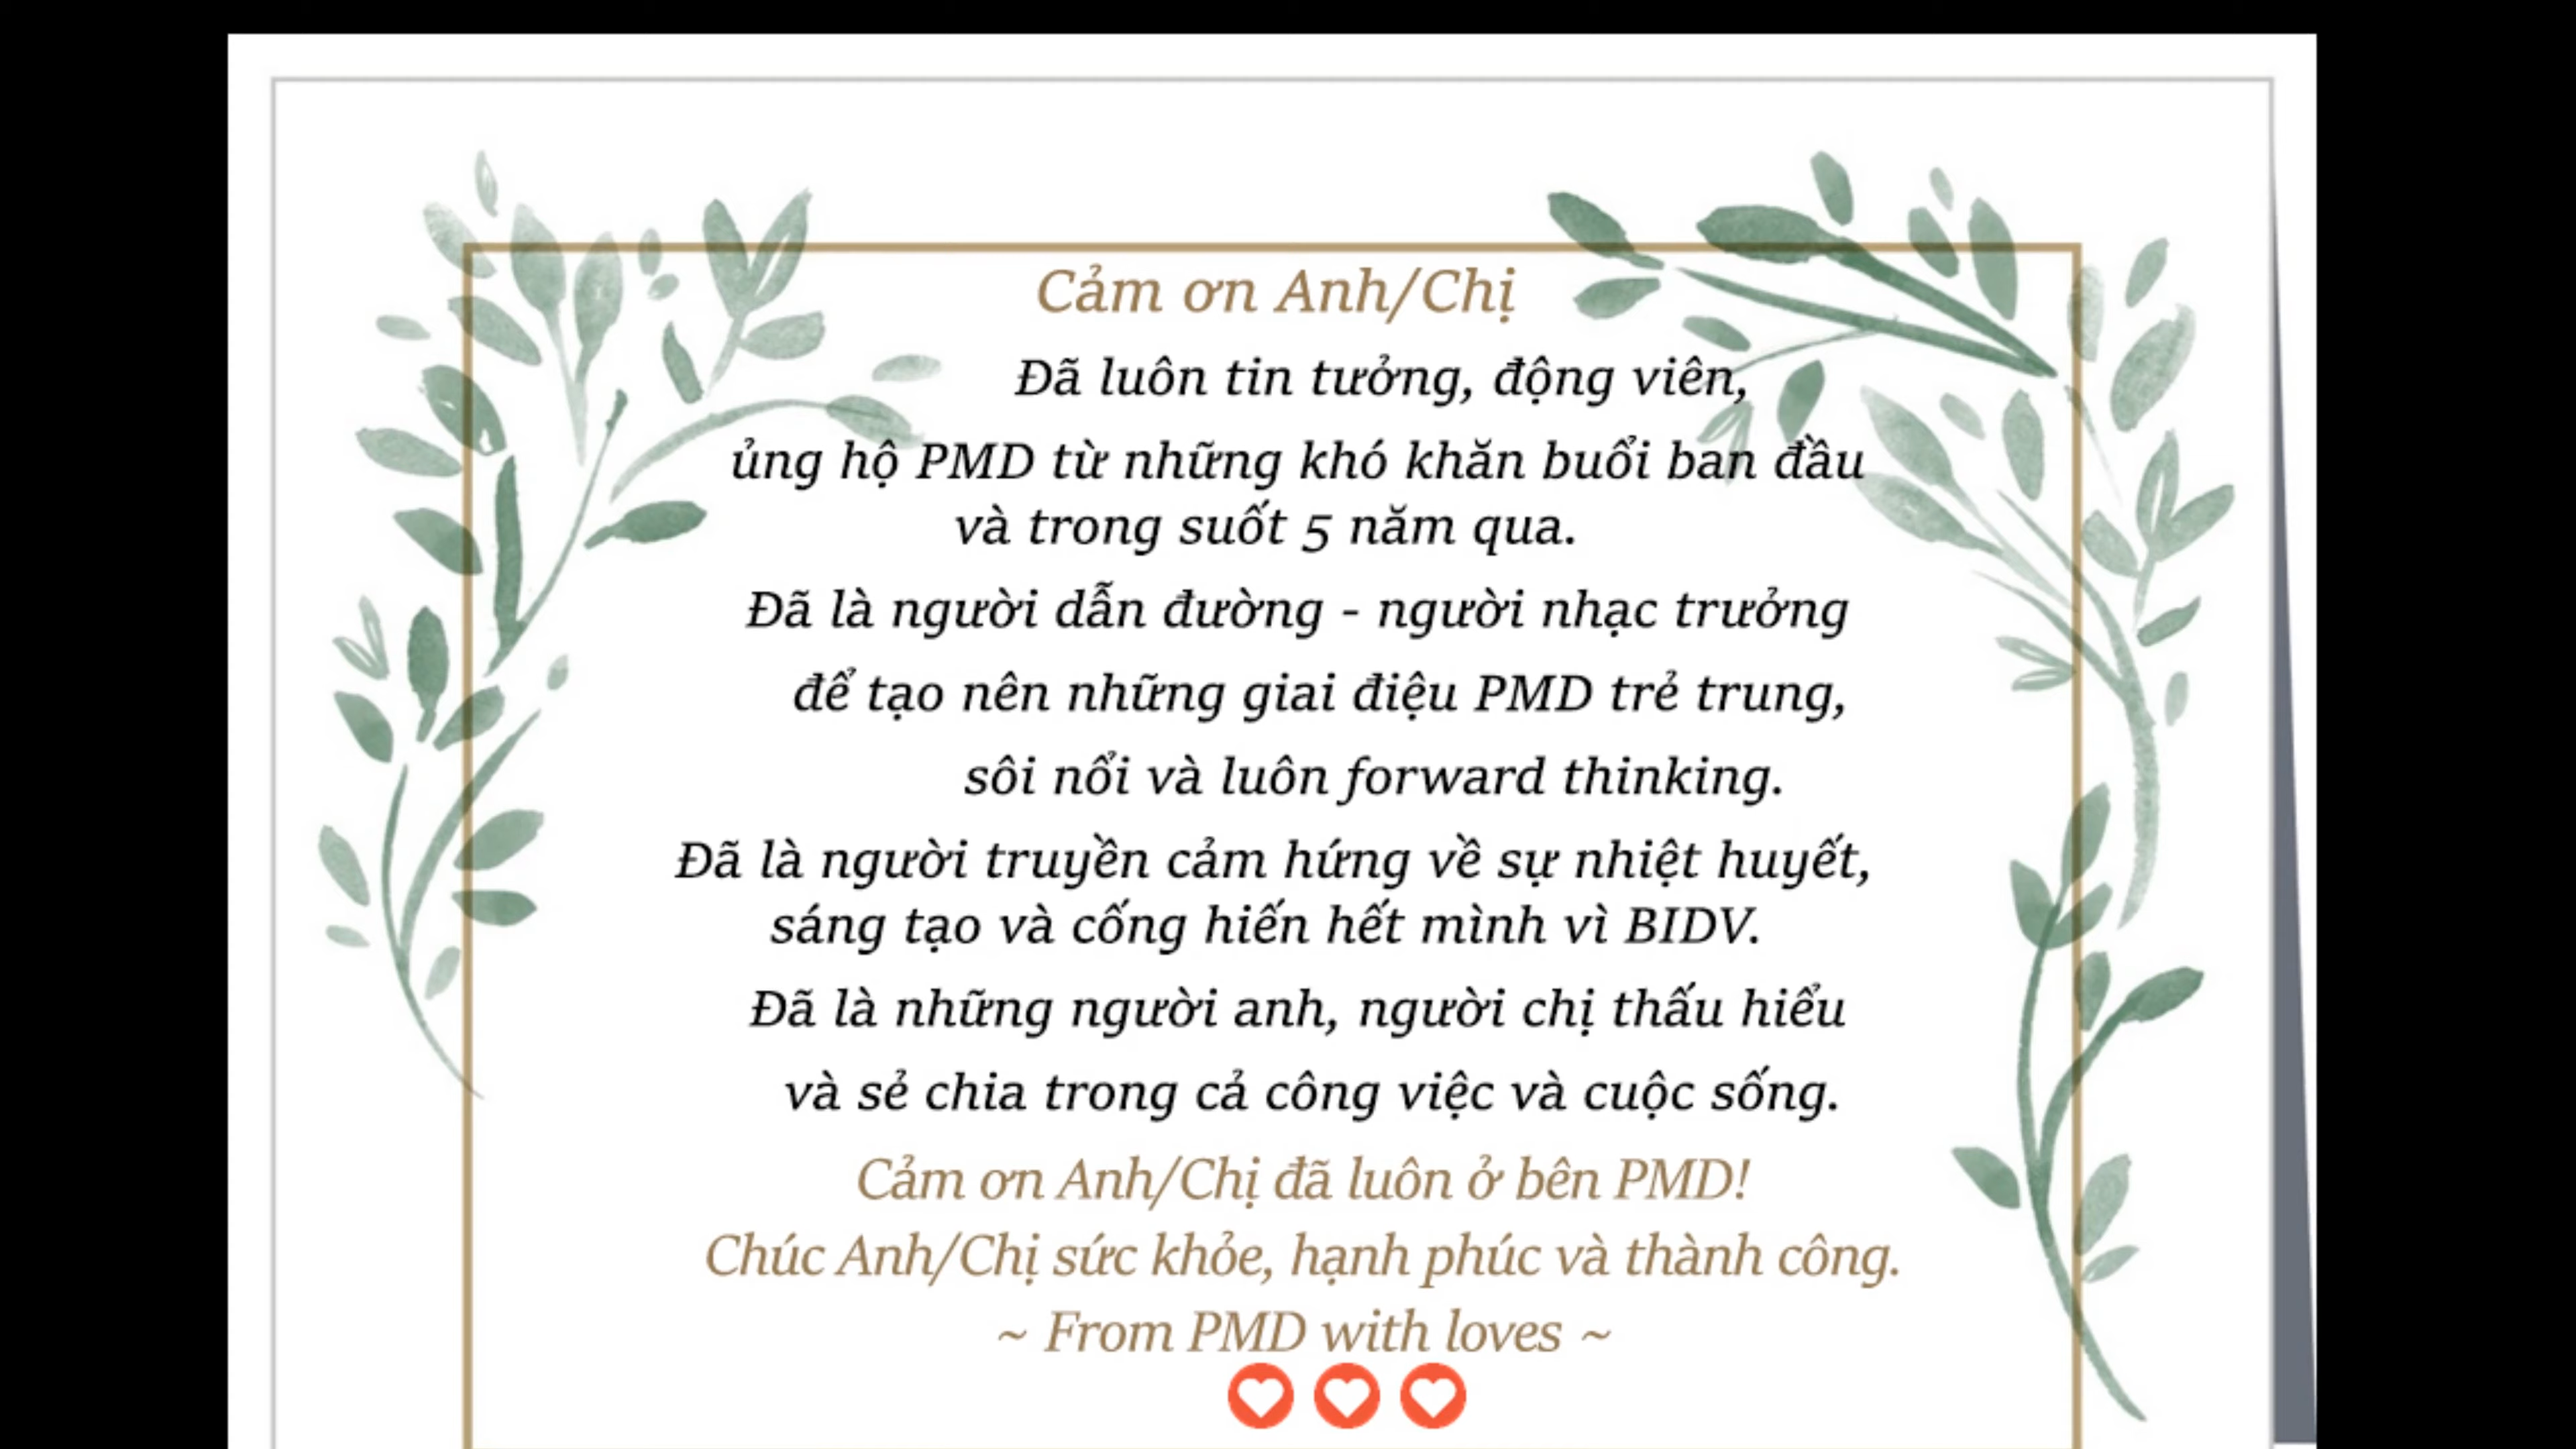 Cảm ơn Anh/Chị
Đã luôn tin tưởng, động viên,
ủng hộ PMD từ những khó khăn buổi ban đầu
và trong suốt 5 năm qua.
Đã là người dẫn đường - người nhạc trưởng
để tạo nên những giai điệu PMD trẻ trung,
sôi nổi và luôn forward thinking.
Đã là người truyền cảm hứng về sự nhiệt huyết,
sáng tạo và cống hiến hết mình vì BIDV.
Đã là những người anh, người chị thấu hiểu
và sẻ chia trong cả công việc và cuộc sống.
Cảm ơn Anh/Chị đã luôn ở bên PMD!
Chúc Anh/Chị sức khỏe, hạnh phúc và thành công.
~ From PMD with loves ~